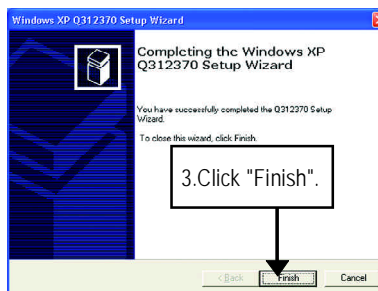 Windows XP Q312370 Setup Wizard
Completing the Windows XP
Q312370 Setup Wizard
You have successfully completed the Q312370 Setup
Wizard.
To close this wizard, click Finish.
3.Click "Finish".
< Back
Finish
Cancel